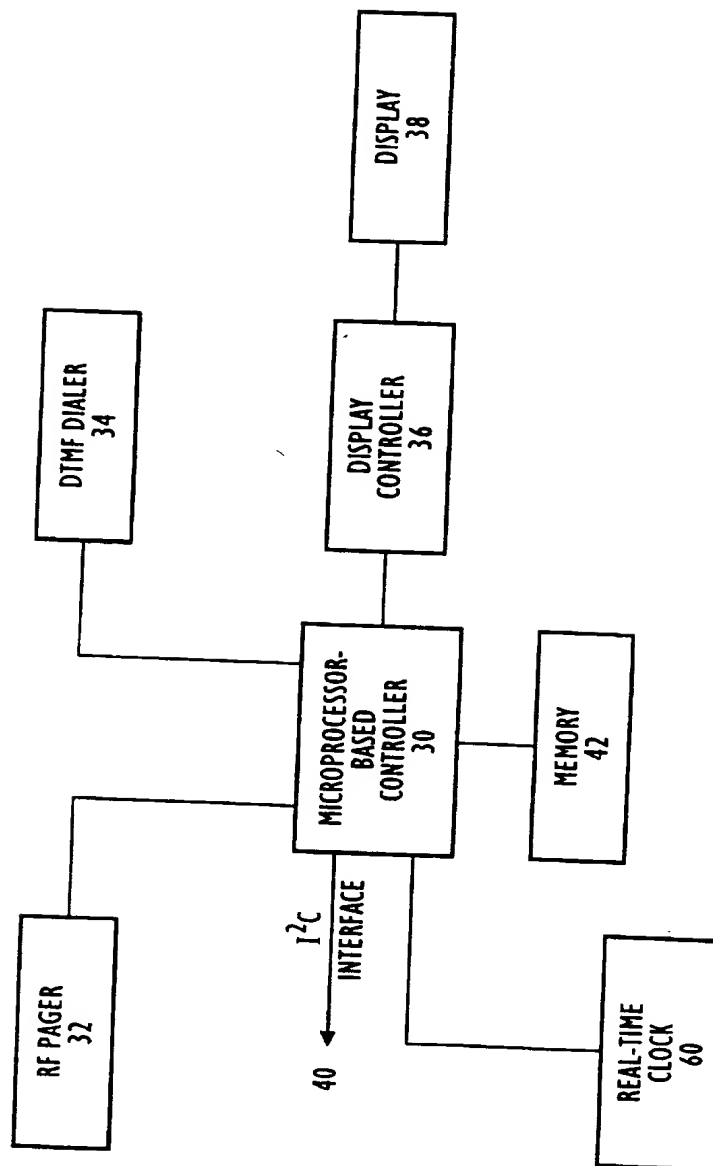 RF PAGER
32
DTMF DIALER
34
I²C
INTERFACE
40
MICROPROCESSOR-
BASED
CONTROLLER
30
DISPLAY
CONTROLLER
36
DISPLAY
38
REAL-TIME
CLOCK
60
MEMORY
42